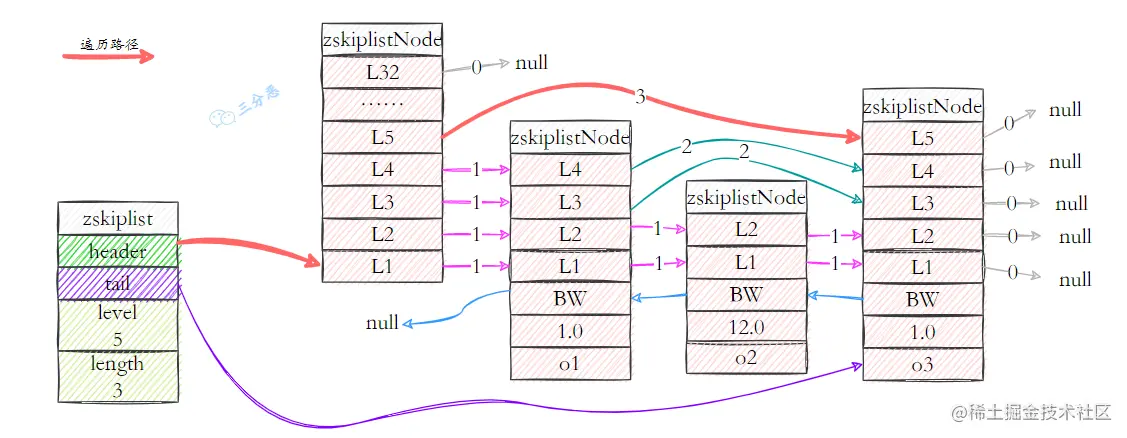 遍历路径
三分恶
zskiplist
header
tail
level
5
length
3
zskiplistNode
L32
0
null
……
L5
3
L4
1
L3
1
L2
1
L1
1
zskiplistNode
L4
2
L3
2
L2
1
L1
1
BW
null
1.0
o1
zskiplistNode
L2
1
L1
1
BW
12.0
o2
zskiplistNode
L5
0
null
L4
0
null
L3
0
null
L2
0
null
L1
0
null
BW
1.0
o3
@稀土掘金技术社区